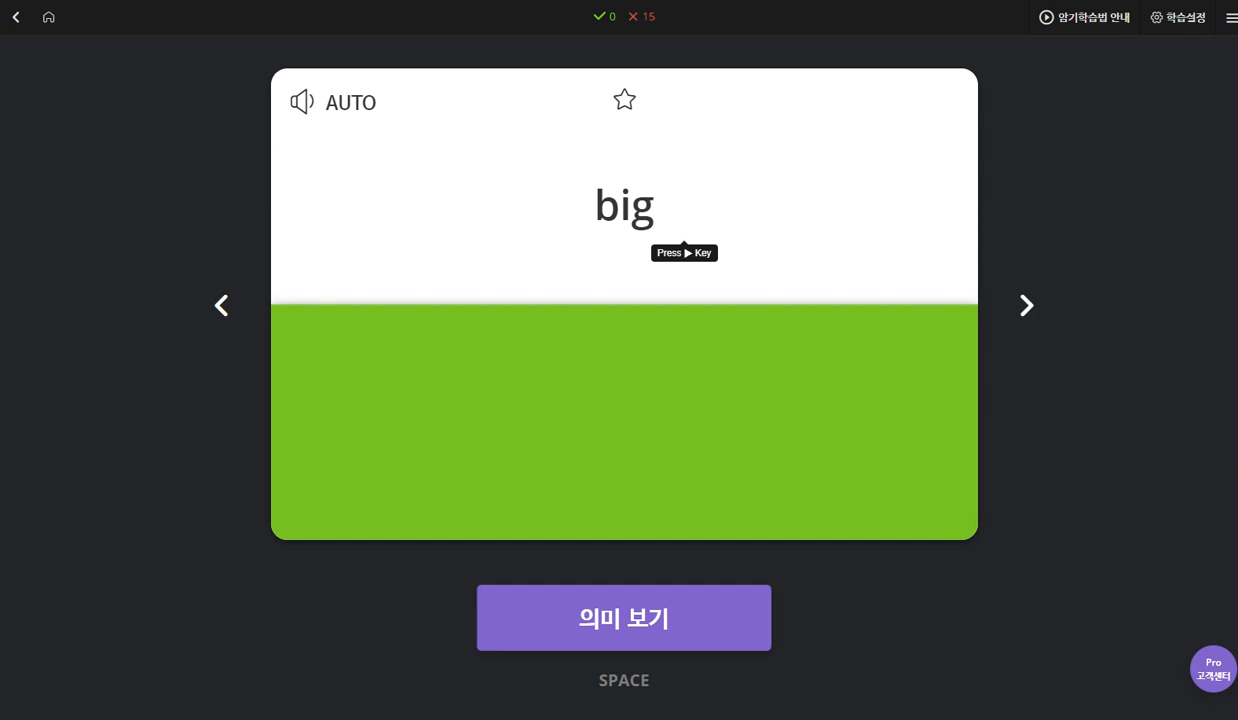 0 15 암기학습법 안내 학습설정
AUTO
big
Press ▶ Key
의미 보기
SPACE
Pro
고객센터